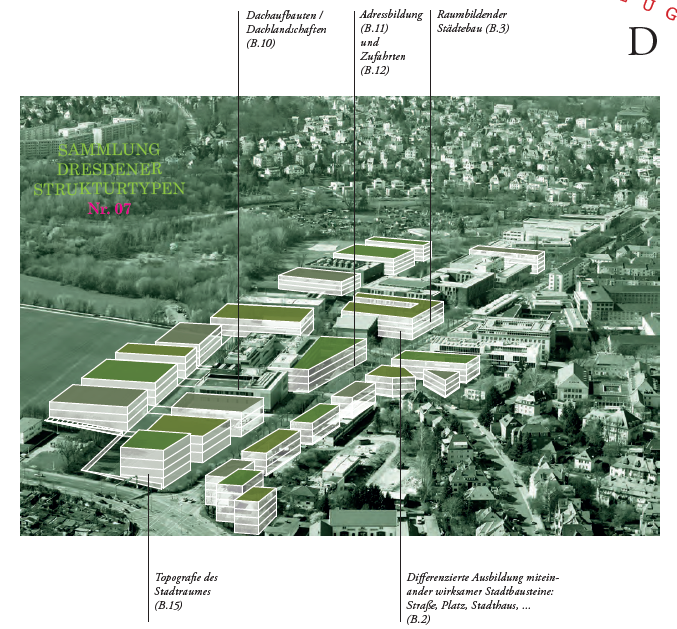 Dachaufbauten /
Dachlandschaften
(B.10)
Adressbildung
(B.11)
und
Zufahrten
(B.12)
Raumbildender
Städtebau (B.3)
U G
D
SAMMLUNG
DRESDENER
STRUKTURTYPEN
Nr. 07
Topografie des
Stadtraumes
(B.15)
Differenzierte Ausbildung mitein-
ander wirksamer Stadtbausteine:
Straße, Platz, Stadthaus, ...
(B.2)